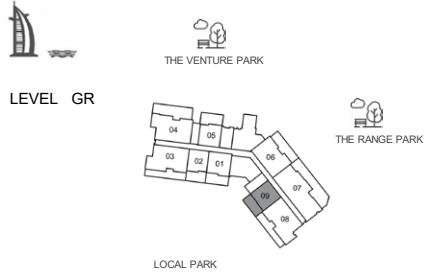 THE VENTURE PARK
LEVEL GR
THE RANGE PARK
04
05
03
02
01
06
07
09
08
LOCAL PARK